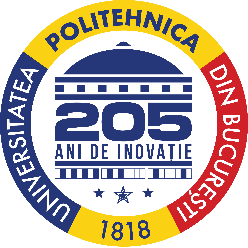 UNIVERSITATEA POLITEHNICA DIN BUCUREȘTI
205
ANI DE INOVAȚIE
1818